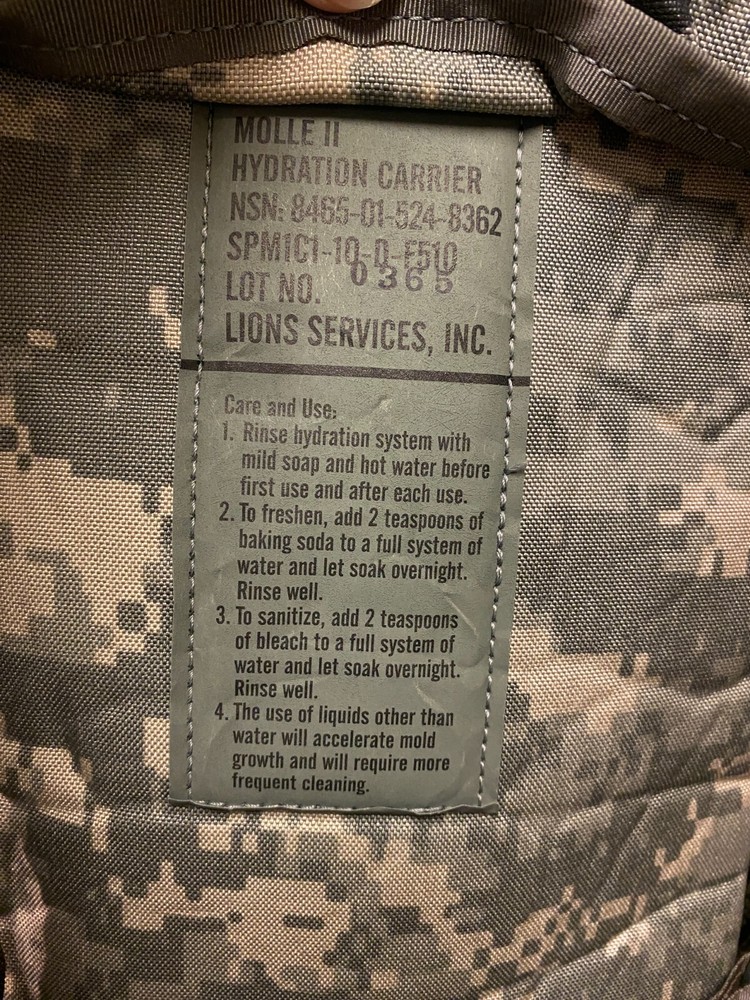 MOLLE II
HYDRATION CARRIER
NSN: 8465-01-524-8362
SPM1C1-10-D-F510
LOT NO. 0365
LIONS SERVICES, INC.
Care and Use:
1. Rinse hydration system with
mild soap and hot water before
first use and after each use.
2. To freshen, add 2 teaspoons of
baking soda to a full system of
water and let soak overnight.
Rinse well.
3. To sanitize, add 2 teaspoons
of bleach to a full system of
water and let soak overnight.
Rinse well.
4. The use of liquids other than
water will accelerate mold
growth and will require more
frequent cleaning.